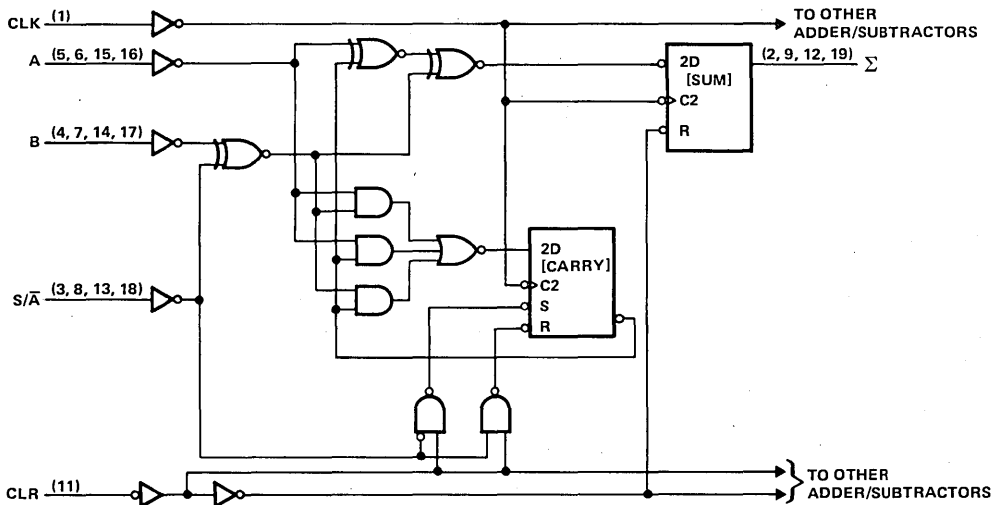 CLK (1)
TO OTHER
ADDER/SUBTRACTORS
A (5, 6, 15, 16)
2D
[SUM]
C2
R
(2, 9, 12, 19) Σ
B (4, 7, 14, 17)
2D
[CARRY]
C2
S
R
S/A̅ (3, 8, 13, 18)
CLR (11)
TO OTHER
ADDER/SUBTRACTORS